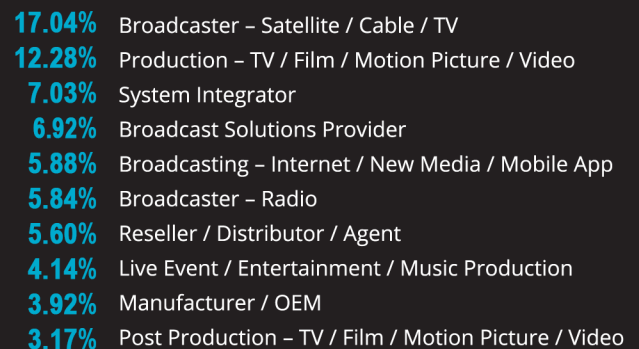 17.04% Broadcaster – Satellite / Cable / TV
12.28% Production – TV / Film / Motion Picture / Video
7.03% System Integrator
6.92% Broadcast Solutions Provider
5.88% Broadcasting – Internet / New Media / Mobile App
5.84% Broadcaster – Radio
5.60% Reseller / Distributor / Agent
4.14% Live Event / Entertainment / Music Production
3.92% Manufacturer / OEM
3.17% Post Production – TV / Film / Motion Picture / Video